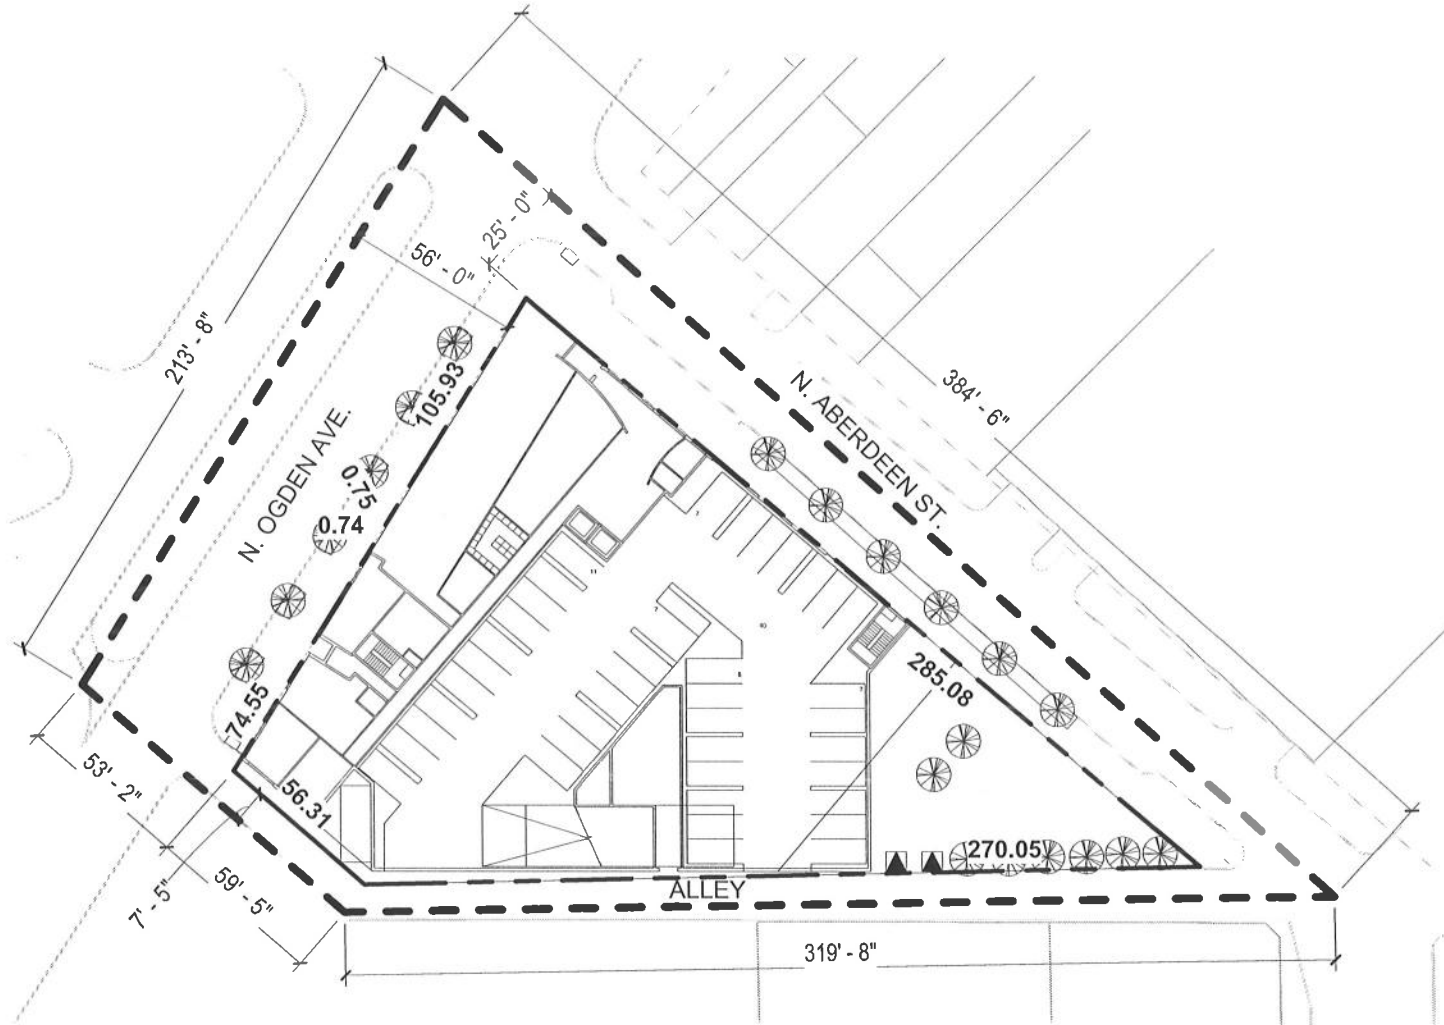 25' - 0"
56' - 0"
213' - 8"
384' - 6"
N. ABERDEEN ST.
105.93
N. OGDEN AVE.
0.75
0.74
285.08
74.55
53' - 2"
56.31
270.05
7' - 5"
59' - 5"
ALLEY
319' - 8"